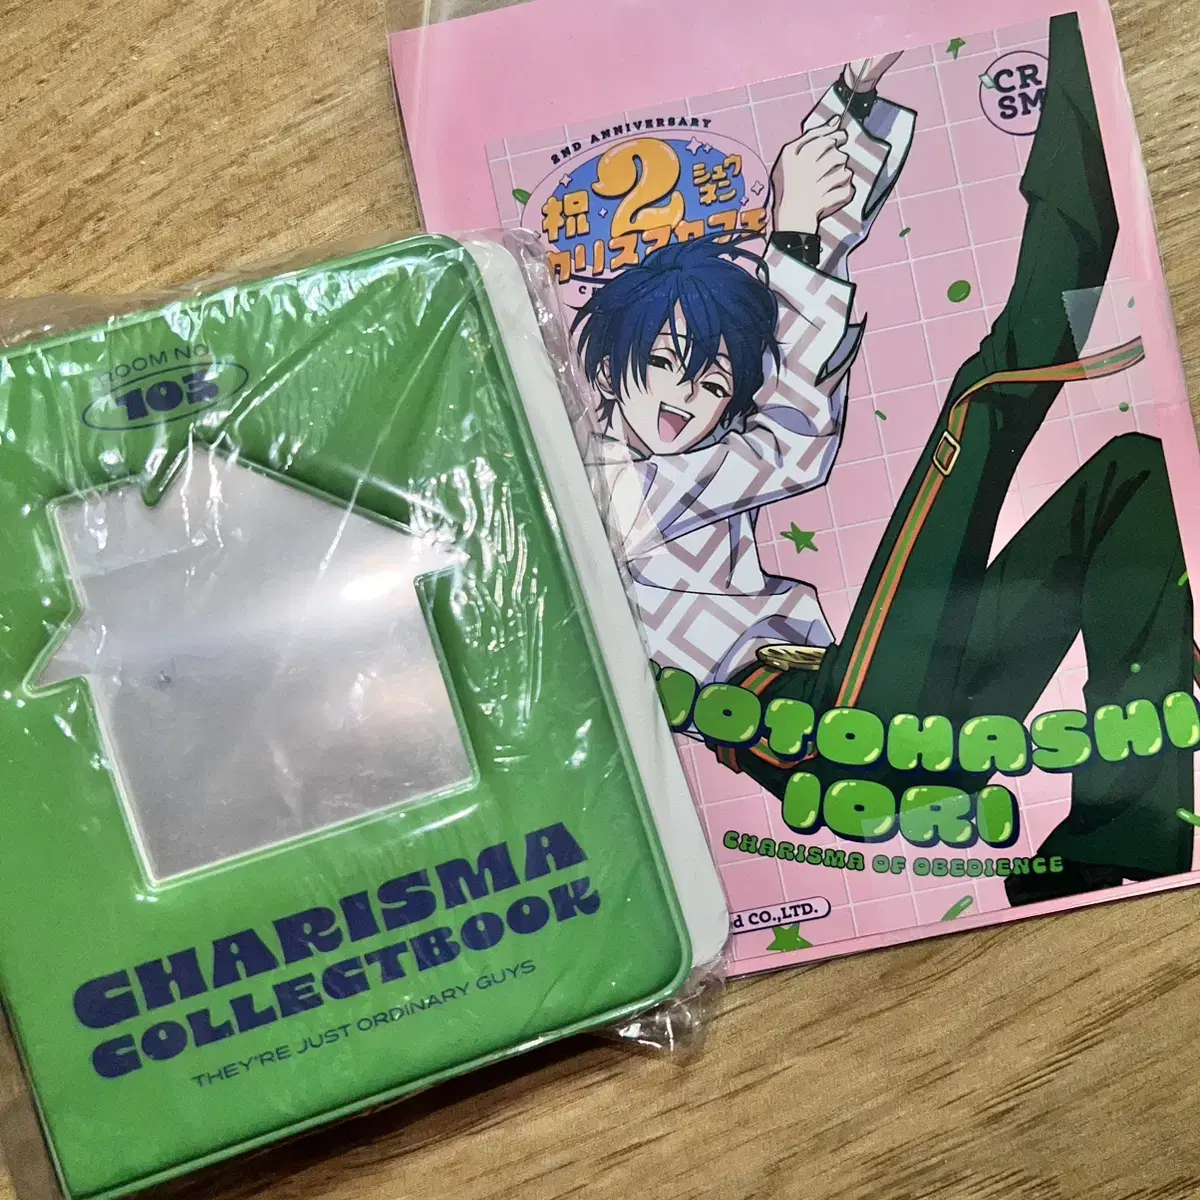 ROOM NO.
103
CHARISMA
COLLECTBOOK
THEY'RE JUST ORDINARY GUYS
CR
SM
2ND ANNIVERSARY
祝2シュウネン
カリスマカフェ
MOTOHASHI
IORI
CHARISMA OF OBEDIENCE
CO.,LTD.